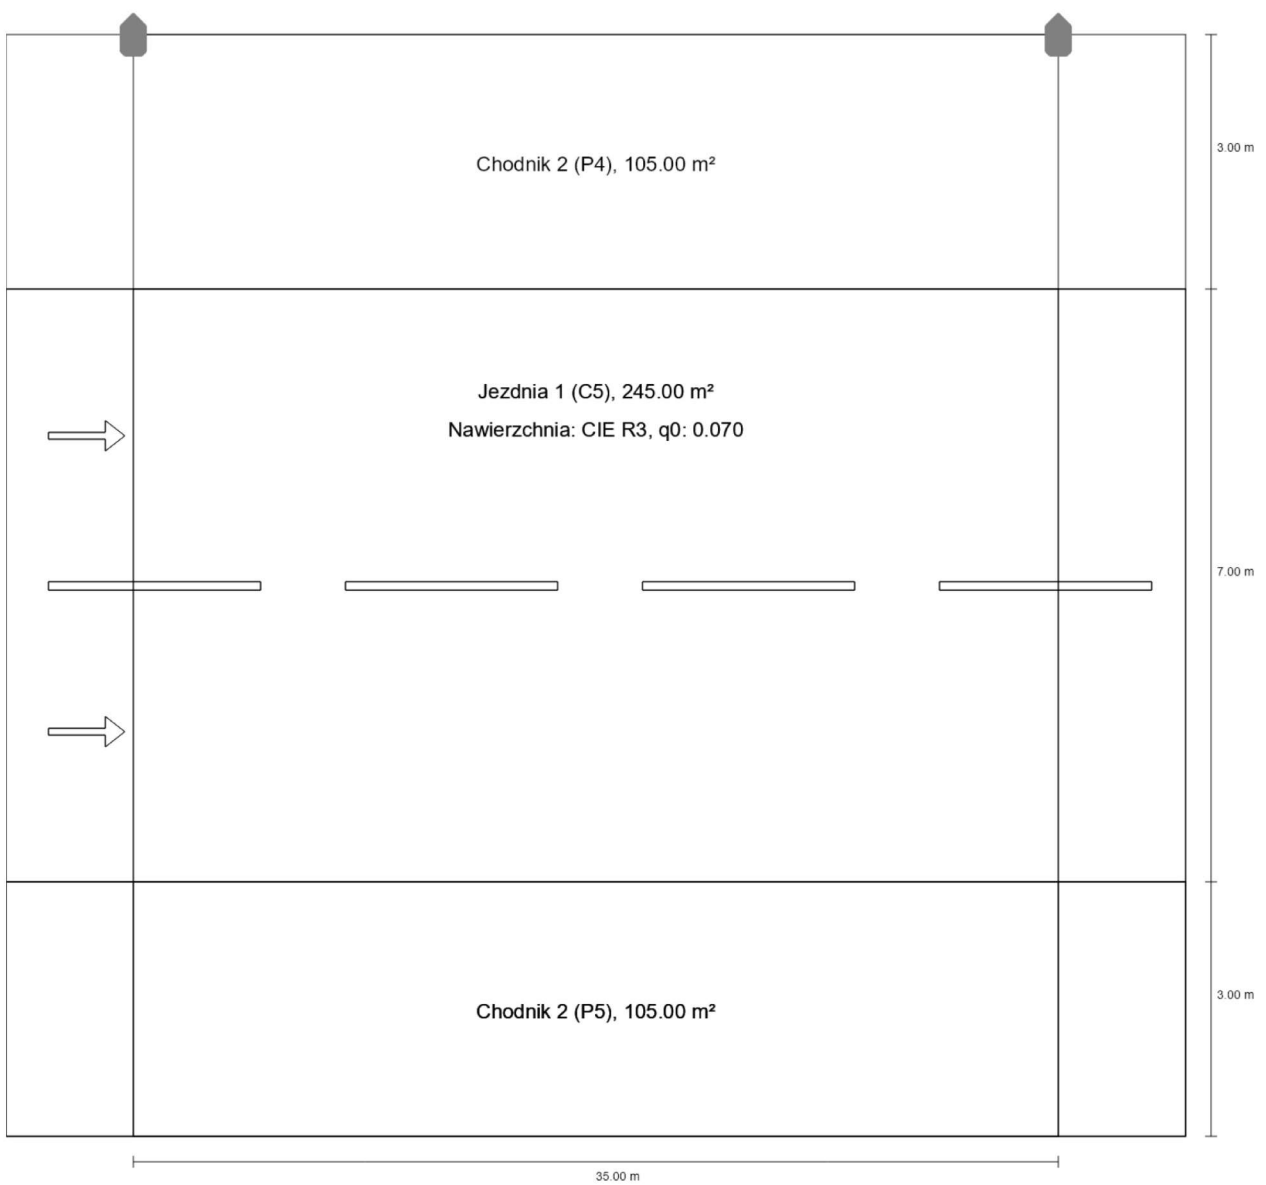 Chodnik 2 (P4), 105.00 m²
3.00 m
Jezdnia 1 (C5), 245.00 m²
Nawierzchnia: CIE R3, q0: 0.070
7.00 m
Chodnik 2 (P5), 105.00 m²
3.00 m
35.00 m